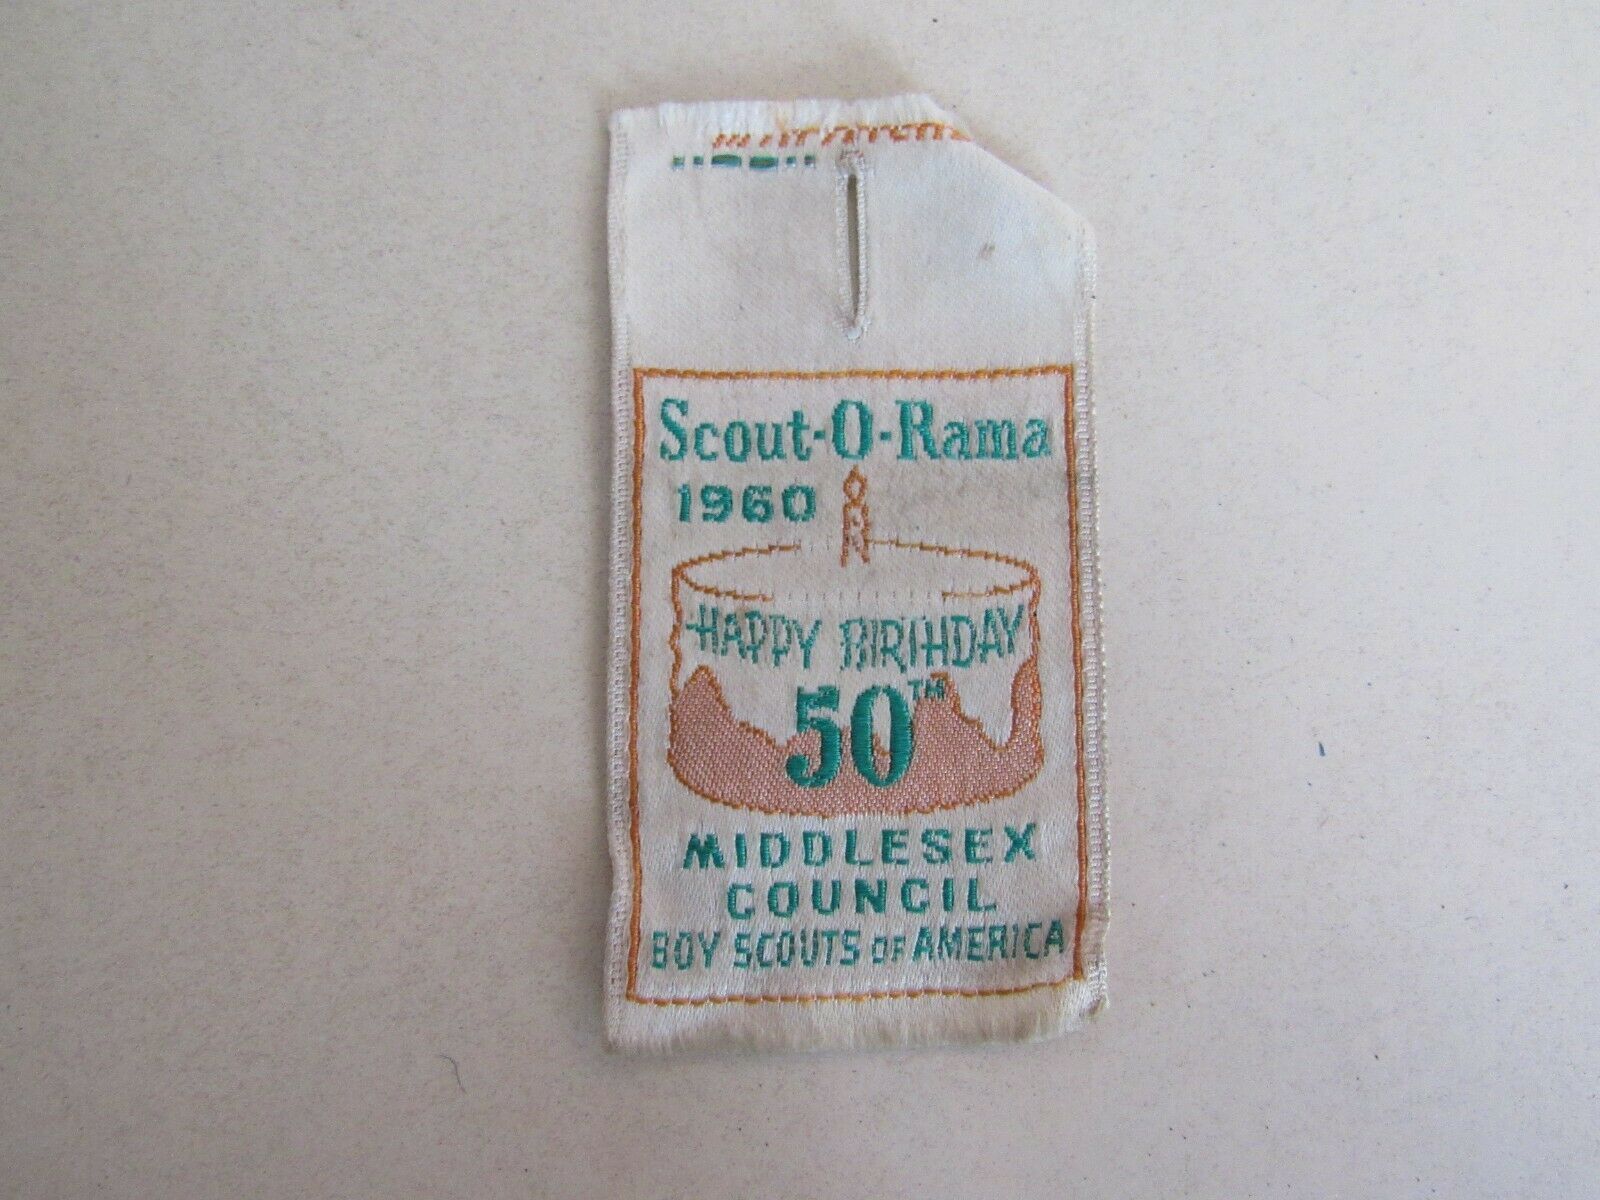 Scout-O-Rama
1960
HAPPY BIRTHDAY
50TH
MIDDLESEX
COUNCIL
BOY SCOUTS OF AMERICA